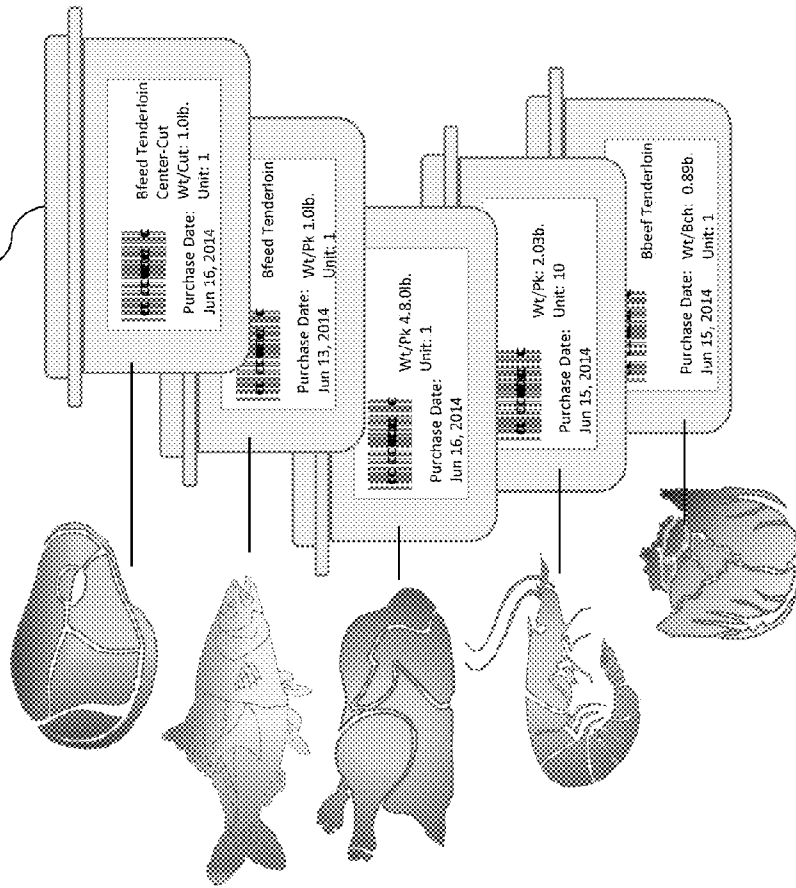 Bfeed Tenderloin
Center-Cut
Purchase Date: Wt/Cut: 1.0lb.
Jun 16, 2014 Unit: 1
Bfeed Tenderloin
Purchase Date: Wt/Pk 1.0lb.
Jun 13, 2014 Unit: 1
Wt/Pk 4.8.0lb.
Purchase Date: Unit: 1
Jun 16, 2014
Wt/Pk: 2.03b.
Purchase Date: Unit: 10
Jun 15, 2014
Bbeef Tenderloin
Purchase Date: Wt/Bch: 0.89b.
Jun 15, 2014 Unit: 1